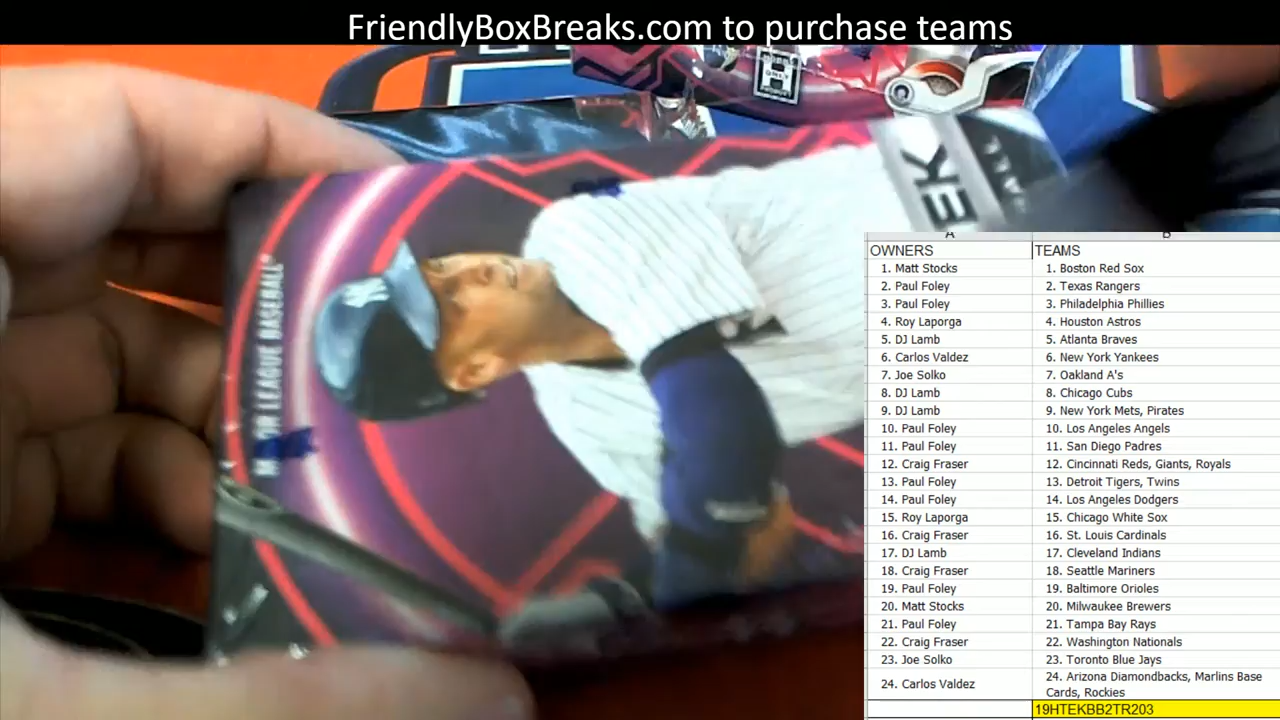 FriendlyBoxBreaks.com to purchase teams
H
EK
BALL
MAJOR LEAGUE BASEBALL
A B
OWNERS TEAMS
1. Matt Stocks 1. Boston Red Sox
2. Paul Foley 2. Texas Rangers
3. Paul Foley 3. Philadelphia Phillies
4. Roy Laporga 4. Houston Astros
5. DJ Lamb 5. Atlanta Braves
6. Carlos Valdez 6. New York Yankees
7. Joe Solko 7. Oakland A's
8. DJ Lamb 8. Chicago Cubs
9. DJ Lamb 9. New York Mets, Pirates
10. Paul Foley 10. Los Angeles Angels
11. Paul Foley 11. San Diego Padres
12. Craig Fraser 12. Cincinnati Reds, Giants, Royals
13. Paul Foley 13. Detroit Tigers, Twins
14. Paul Foley 14. Los Angeles Dodgers
15. Roy Laporga 15. Chicago White Sox
16. Craig Fraser 16. St. Louis Cardinals
17. DJ Lamb 17. Cleveland Indians
18. Craig Fraser 18. Seattle Mariners
19. Paul Foley 19. Baltimore Orioles
20. Matt Stocks 20. Milwaukee Brewers
21. Paul Foley 21. Tampa Bay Rays
22. Craig Fraser 22. Washington Nationals
23. Joe Solko 23. Toronto Blue Jays
24. Carlos Valdez 24. Arizona Diamondbacks, Marlins Base
Cards, Rockies
19HTEKBB2TR203